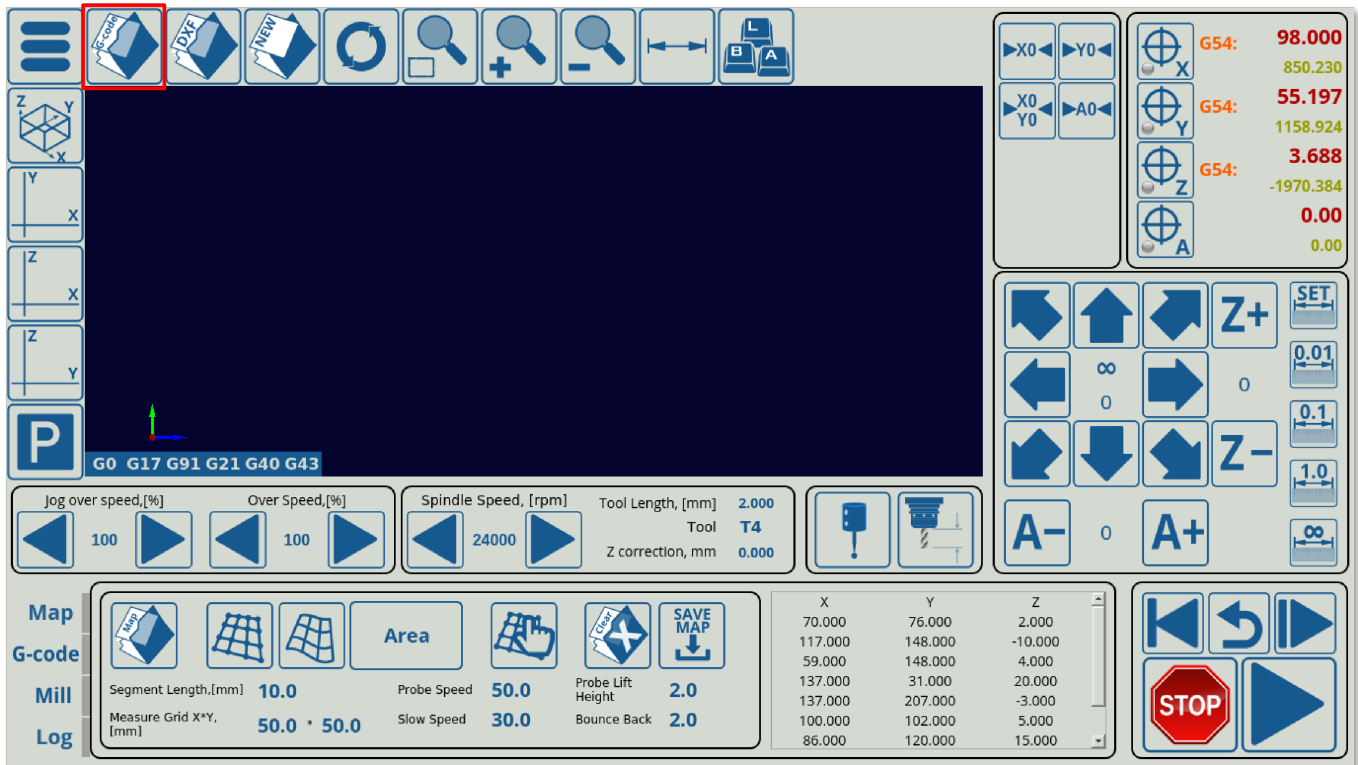 G-code
DXF
NEW
L
B
A
Z
Y
X
Y
X
Z
X
Z
Y
P
G0 G17 G91 G21 G40 G43
X0
Y0
X0
Y0
A0
X
G54:
98.000
850.230
Y
G54:
55.197
1158.924
Z
G54:
3.688
-1970.384
A
0.00
0.00
Z+
SET
∞
0
0
0.01
0.1
Z−
1.0
A−
0
A+
∞
Jog over speed,[%]
100
Over Speed,[%]
100
Spindle Speed, [rpm]
24000
Tool Length, [mm] 2.000
Tool T4
Z correction, mm 0.000
Map
G-code
Mill
Log
Map
Area
Clear
X
SAVE
MAP
Segment Length,[mm] 10.0
Measure Grid X*Y,
[mm]
50.0 * 50.0
Probe Speed 50.0
Slow Speed 30.0
Probe Lift
Height
2.0
Bounce Back 2.0
X Y Z
70.000 76.000 2.000
117.000 148.000 -10.000
59.000 148.000 4.000
137.000 31.000 20.000
137.000 207.000 -3.000
100.000 102.000 5.000
86.000 120.000 15.000
STOP